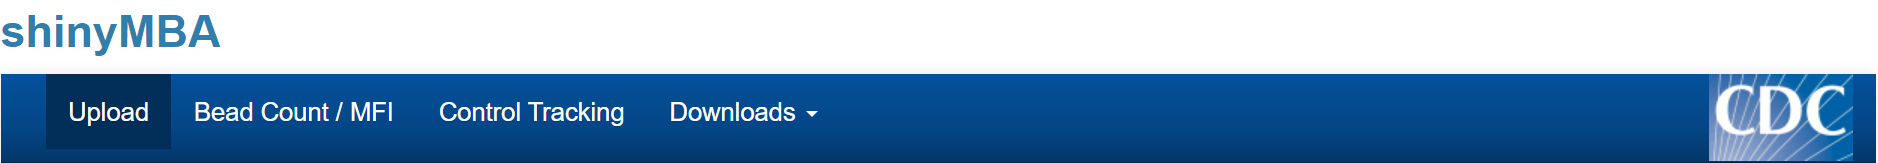 shinyMBA
Upload Bead Count / MFI Control Tracking Downloads CDC